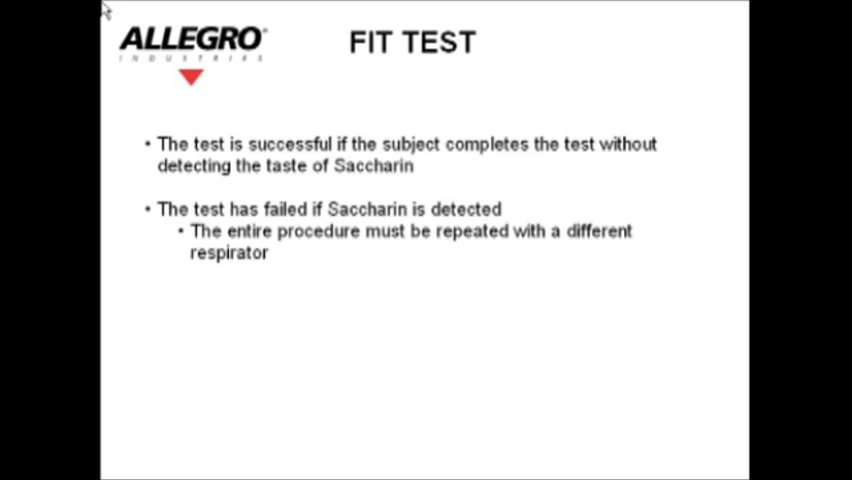 ALLEGRO®
INDUSTRIES
FIT TEST
• The test is successful if the subject completes the test without
detecting the taste of Saccharin
• The test has failed if Saccharin is detected
• The entire procedure must be repeated with a different
respirator